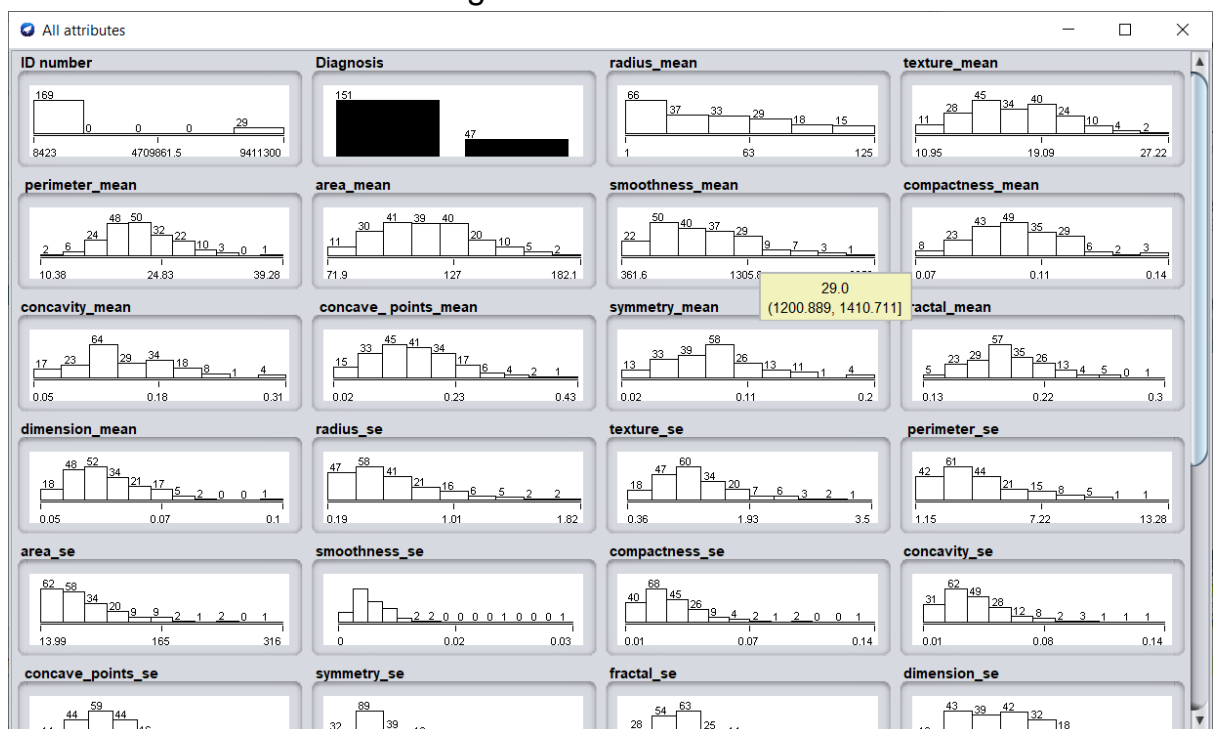 All attributes
ID number Diagnosis radius_mean texture_mean
169 0 0 0 29
8423 4709861.5 9411300
151 47
66 37 33 29 18 15
1 63 125
11 28 45 34 40 24 10 4 2
10.95 19.09 27.22
perimeter_mean area_mean smoothness_mean compactness_mean
2 6 24 48 50 32 22 10 3 0 1
10.38 24.83 39.28
11 30 41 39 40 20 10 5 2
71.9 127 182.1
22 50 40 37 29 9 7 3 1
361.6 1305.
8 23 43 49 35 29 6 2 3
0.07 0.11 0.14
29.0
(1200.889, 1410.711]
concavity_mean concave_ points_mean symmetry_mean ractal_mean
17 23 64 29 34 18 8 1 4
0.05 0.18 0.31
15 33 45 41 34 17 6 4 2 1
0.02 0.23 0.43
13 33 39 58 26 13 11 1 4
0.02 0.11 0.2
5 23 29 57 35 26 13 4 5 0 1
0.13 0.22 0.3
dimension_mean radius_se texture_se perimeter_se
18 48 52 34 21 17 5 2 0 0 1
0.05 0.07 0.1
47 58 41 21 16 6 5 2 2
0.19 1.01 1.82
18 47 60 34 20 7 6 3 2 1
0.36 1.93 3.5
42 61 44 21 15 8 5 1 1
1.15 7.22 13.28
area_se smoothness_se compactness_se concavity_se
62 58 34 20 9 9 2 1 2 0 1
13.99 165 316
2 2 0 0 0 1 0 0 0 1
0 0.02 0.03
40 68 45 26 9 4 2 1 2 0 0 1
0.01 0.07 0.14
31 62 49 28 12 8 2 3 1 1 1
0.01 0.08 0.14
concave_points_se symmetry_se fractal_se dimension_se
44 59 44
89 39
28 54 63 25
43 39 42 32 18